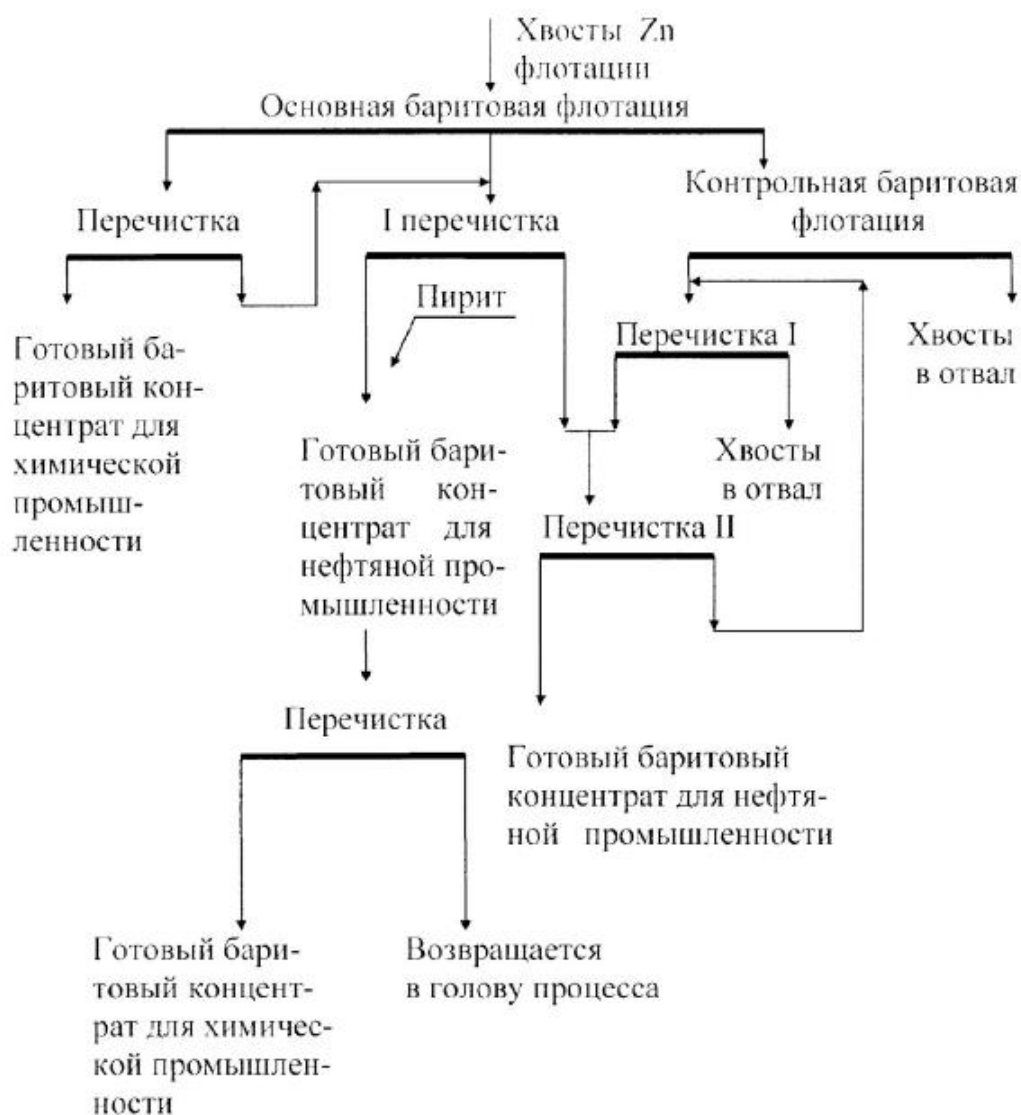 Хвосты Zn
флотации
Основная баритовая флотация
Перечистка
I перечистка
Контрольная баритовая
флотация
Пирит
Готовый ба-
ритовый кон-
центрат для
химической
промыш-
ленности
Перечистка I
Хвосты
в отвал
Готовый бари-
товый кон-
центрат для
нефтяной про-
мышленности
Хвосты
в отвал
Перечистка II
Перечистка
Готовый баритовый
концентрат для нефтя-
ной промышленности
Готовый бари-
товый концент-
рат для химичес-
кой промышлен-
ности
Возвращается
в голову процесса